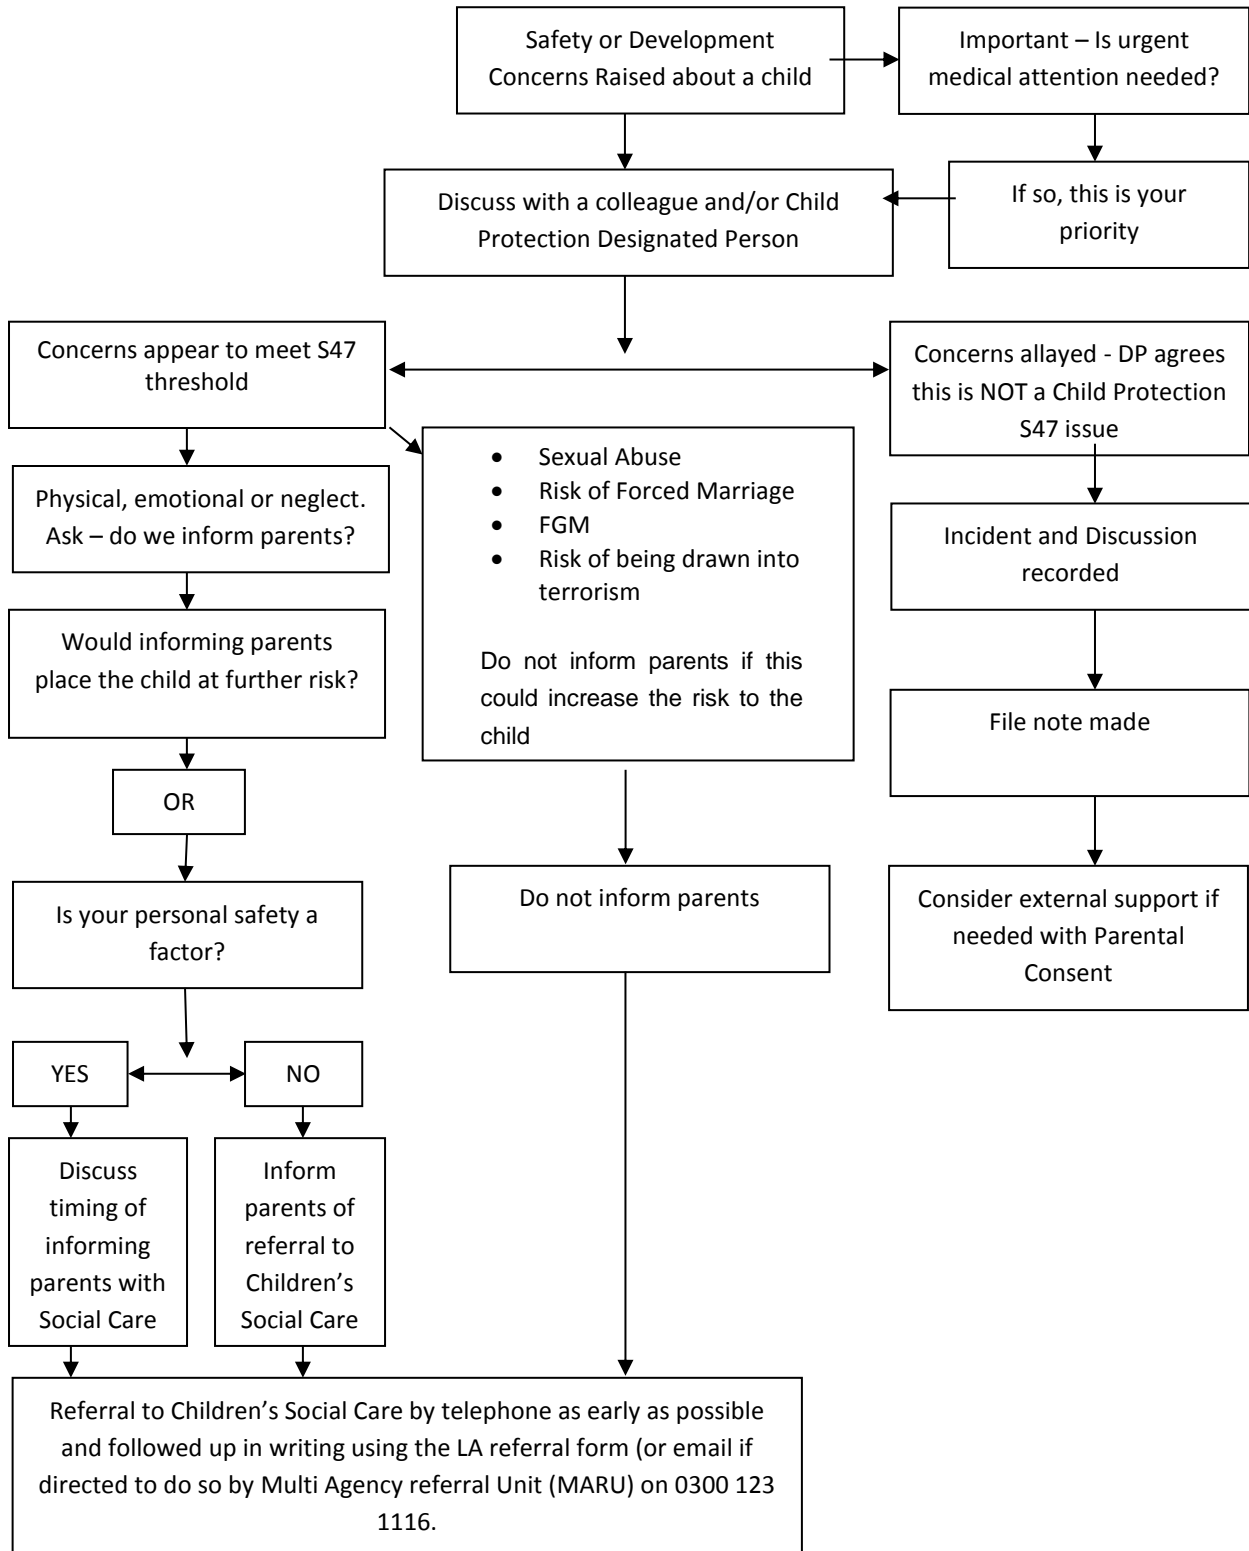 Safety or Development
Concerns Raised about a child
Important – Is urgent
medical attention needed?
Discuss with a colleague and/or Child
Protection Designated Person
If so, this is your
priority
Concerns appear to meet S47
threshold
Concerns allayed - DP agrees
this is NOT a Child Protection
S47 issue
Physical, emotional or neglect.
Ask – do we inform parents?
• Sexual Abuse
• Risk of Forced Marriage
• FGM
• Risk of being drawn into
terrorism
Do not inform parents if this
could increase the risk to the
child
Incident and Discussion
recorded
Would informing parents
place the child at further risk?
File note made
OR
Do not inform parents
Consider external support if
needed with Parental
Consent
Is your personal safety a
factor?
YES
NO
Discuss
timing of
informing
parents with
Social Care
Inform
parents of
referral to
Children’s
Social Care
Referral to Children’s Social Care by telephone as early as possible
and followed up in writing using the LA referral form (or email if
directed to do so by Multi Agency referral Unit (MARU) on 0300 123
1116.